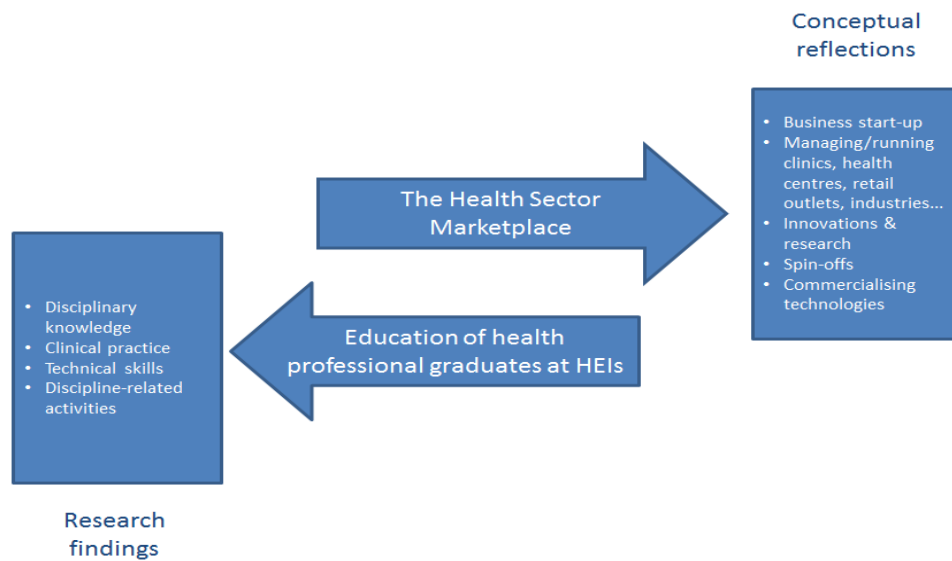 Conceptual
reflections
• Business start-up
• Managing/running
clinics, health
centres, retail
outlets, industries...
• Innovations &
research
• Spin-offs
• Commercialising
technologies
The Health Sector
Marketplace
Education of health
professional graduates at HEIs
• Disciplinary
knowledge
• Clinical practice
• Technical skills
• Discipline-related
activities
Research
findings